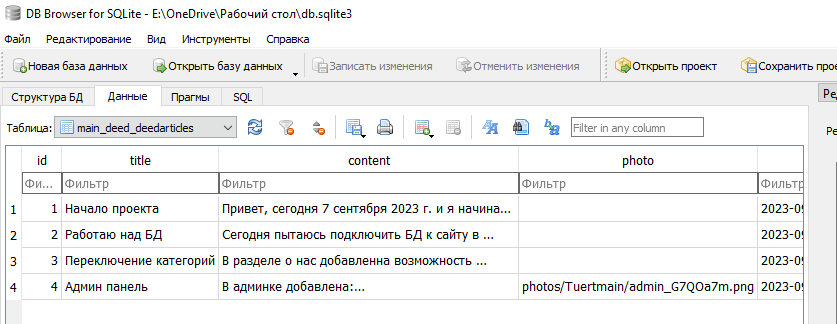 DB Browser for SQLite - E:\OneDrive\Рабочий стол\db.sqlite3
Файл Редактирование Вид Инструменты Справка
Новая база данных Открыть базу данных Записать изменения Отменить изменения Открыть проект Сохранить прое
Структура БД Данные Прагмы SQL Ре
Таблица: main_deed_deedarticles Filter in any column Ре
id title content photo
Фи... Фильтр Фильтр Фильтр Фильтр
1 1 Начало проекта Привет, сегодня 7 сентября 2023 г. и я начина... 2023-09
2 2 Работаю над БД Сегодня пытаюсь подключить БД к сайту в ... 2023-09
3 3 Переключение категорий В разделе о нас добавленна возможность ... 2023-09
4 4 Админ панель В админке добавлена:... photos/Tuertmain/admin_G7QOa7m.png 2023-09